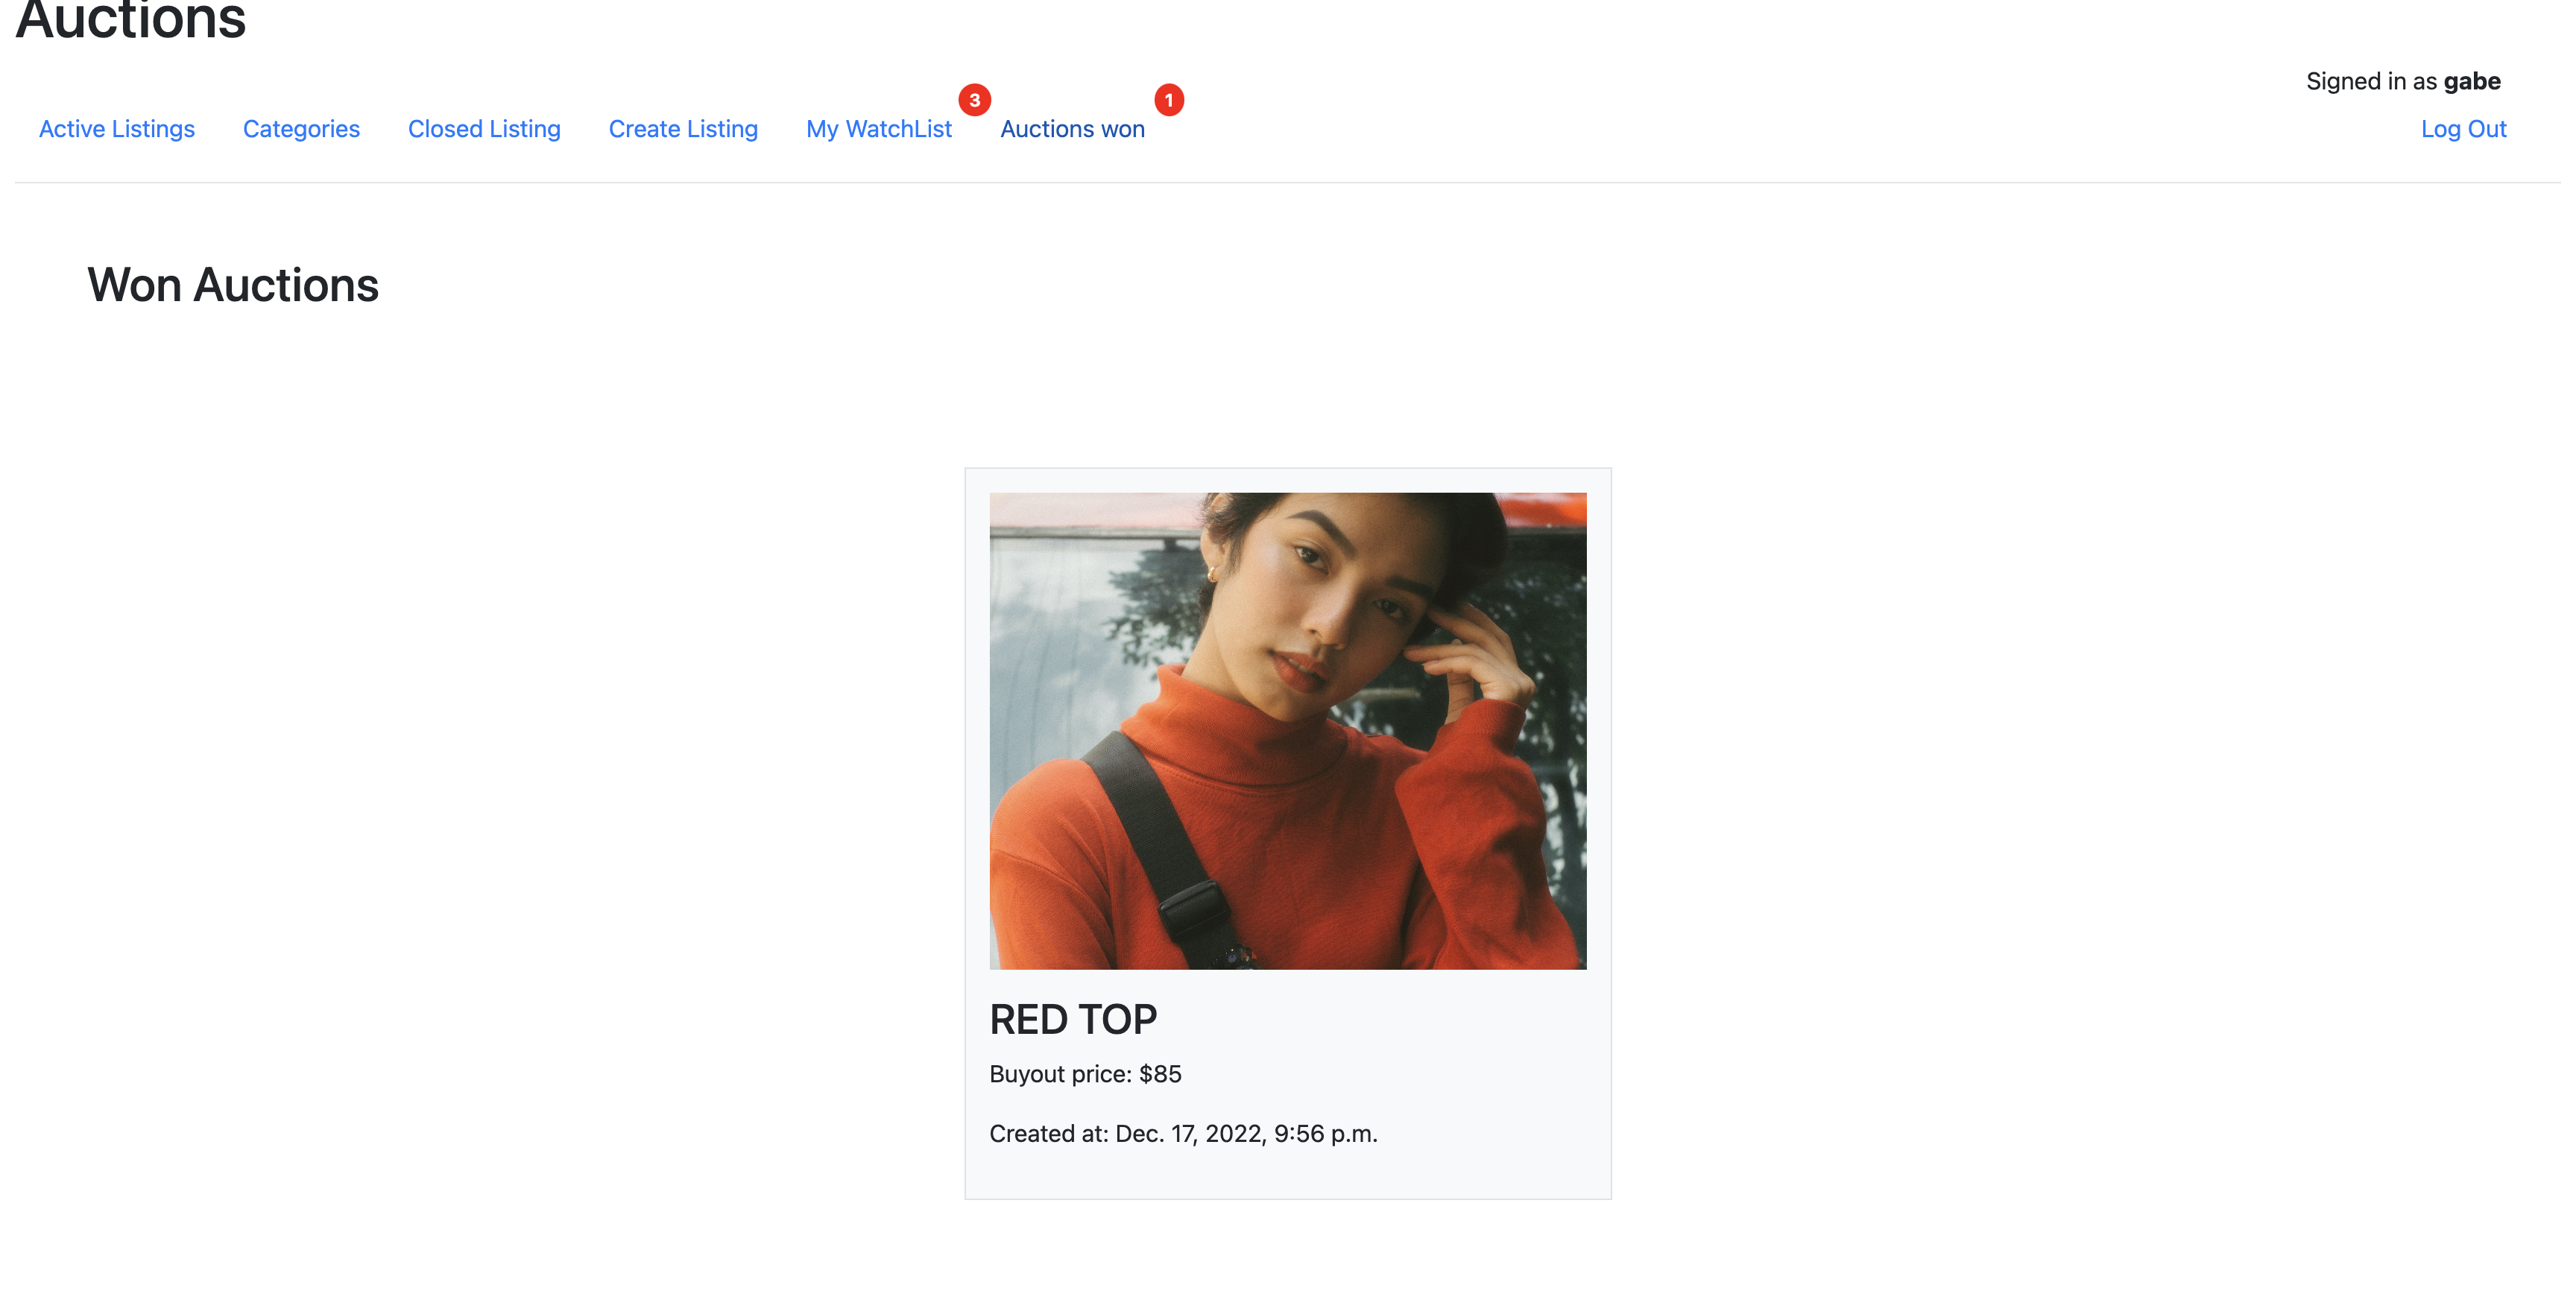 Auctions
Signed in as gabe
Active Listings Categories Closed Listing Create Listing My WatchList 3 Auctions won 1 Log Out
Won Auctions
RED TOP
Buyout price: $85
Created at: Dec. 17, 2022, 9:56 p.m.